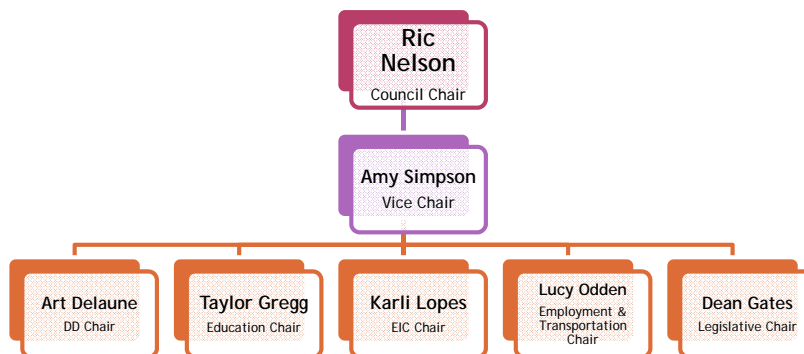 Ric
Nelson
Council Chair
Amy Simpson
Vice Chair
Art Delaune
DD Chair
Taylor Gregg
Education Chair
Karli Lopes
EIC Chair
Lucy Odden
Employment &
Transportation
Chair
Dean Gates
Legislative Chair